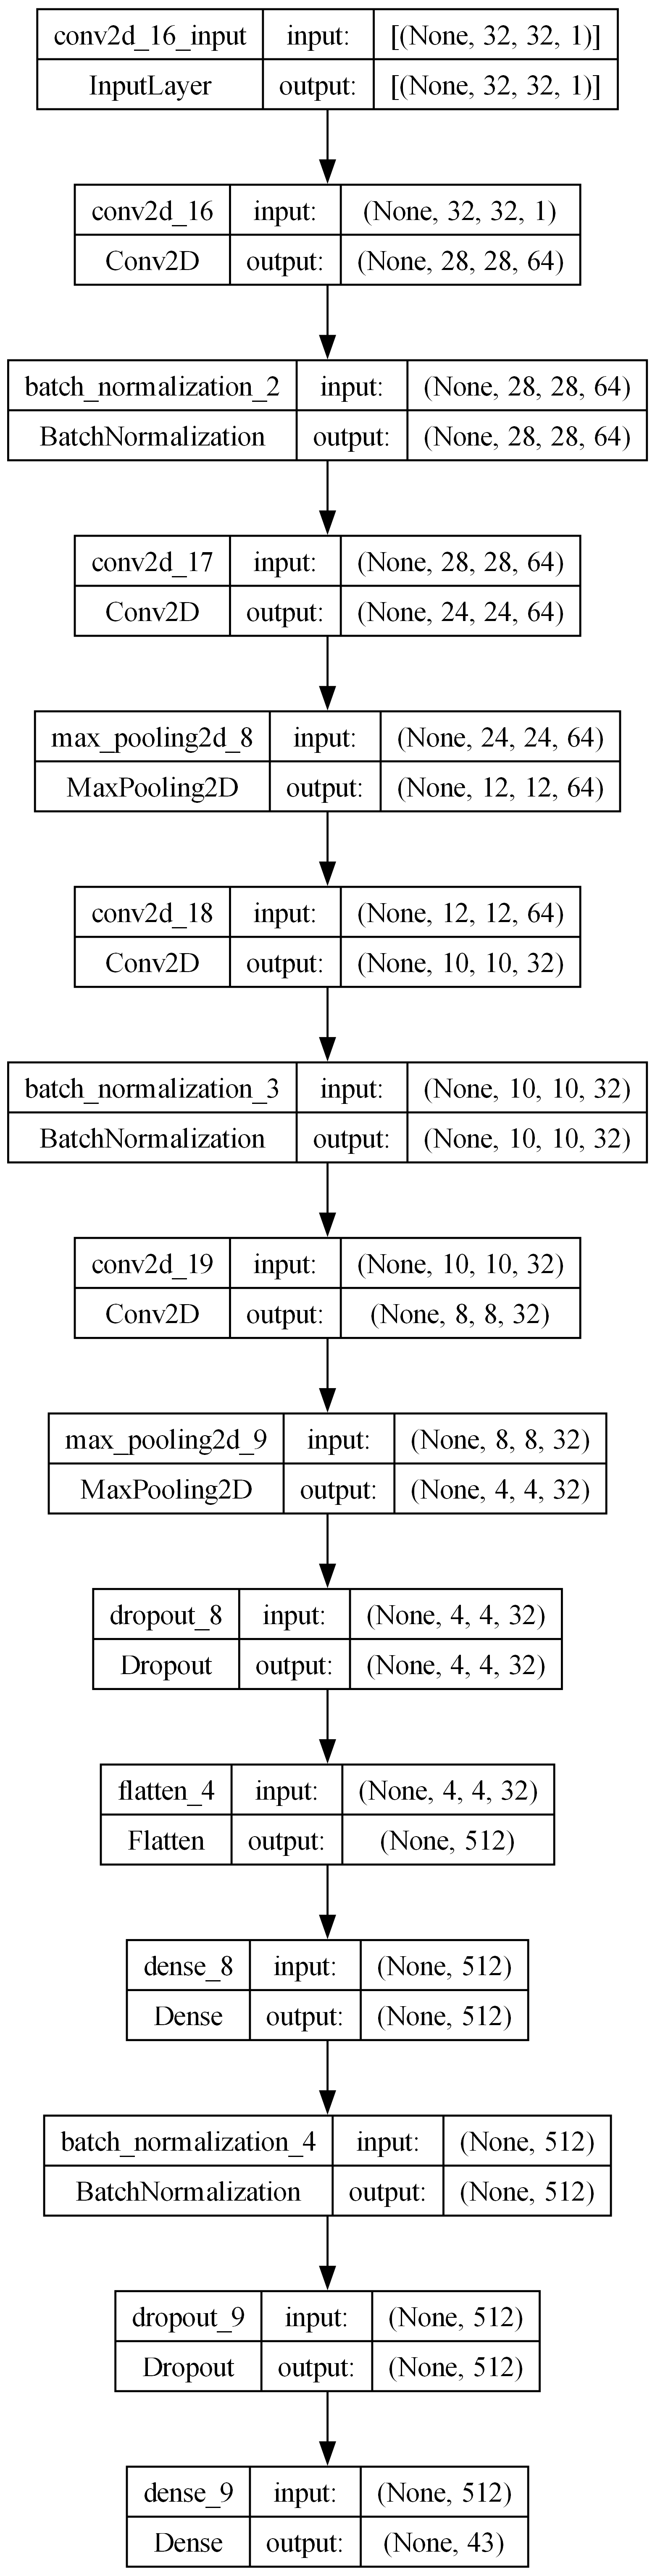 conv2d_16_input input: [(None, 32, 32, 1)]
InputLayer output: [(None, 32, 32, 1)]
conv2d_16 input: (None, 32, 32, 1)
Conv2D output: (None, 28, 28, 64)
batch_normalization_2 input: (None, 28, 28, 64)
BatchNormalization output: (None, 28, 28, 64)
conv2d_17 input: (None, 28, 28, 64)
Conv2D output: (None, 24, 24, 64)
max_pooling2d_8 input: (None, 24, 24, 64)
MaxPooling2D output: (None, 12, 12, 64)
conv2d_18 input: (None, 12, 12, 64)
Conv2D output: (None, 10, 10, 32)
batch_normalization_3 input: (None, 10, 10, 32)
BatchNormalization output: (None, 10, 10, 32)
conv2d_19 input: (None, 10, 10, 32)
Conv2D output: (None, 8, 8, 32)
max_pooling2d_9 input: (None, 8, 8, 32)
MaxPooling2D output: (None, 4, 4, 32)
dropout_8 input: (None, 4, 4, 32)
Dropout output: (None, 4, 4, 32)
flatten_4 input: (None, 4, 4, 32)
Flatten output: (None, 512)
dense_8 input: (None, 512)
Dense output: (None, 512)
batch_normalization_4 input: (None, 512)
BatchNormalization output: (None, 512)
dropout_9 input: (None, 512)
Dropout output: (None, 512)
dense_9 input: (None, 512)
Dense output: (None, 43)